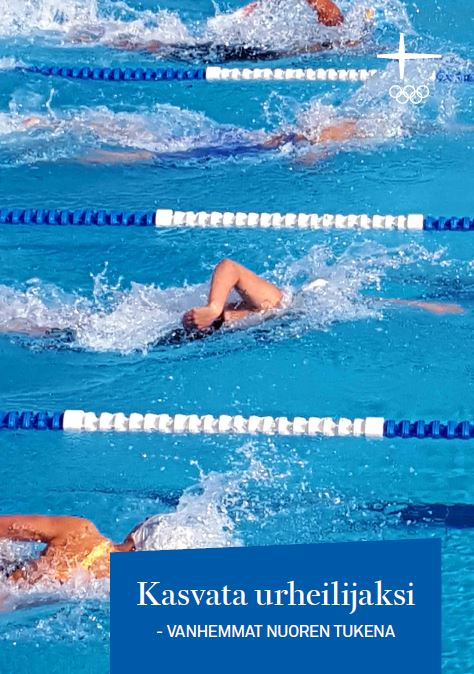 Kasvata urheilijaksi
- VANHEMMAT NUOREN TUKENA